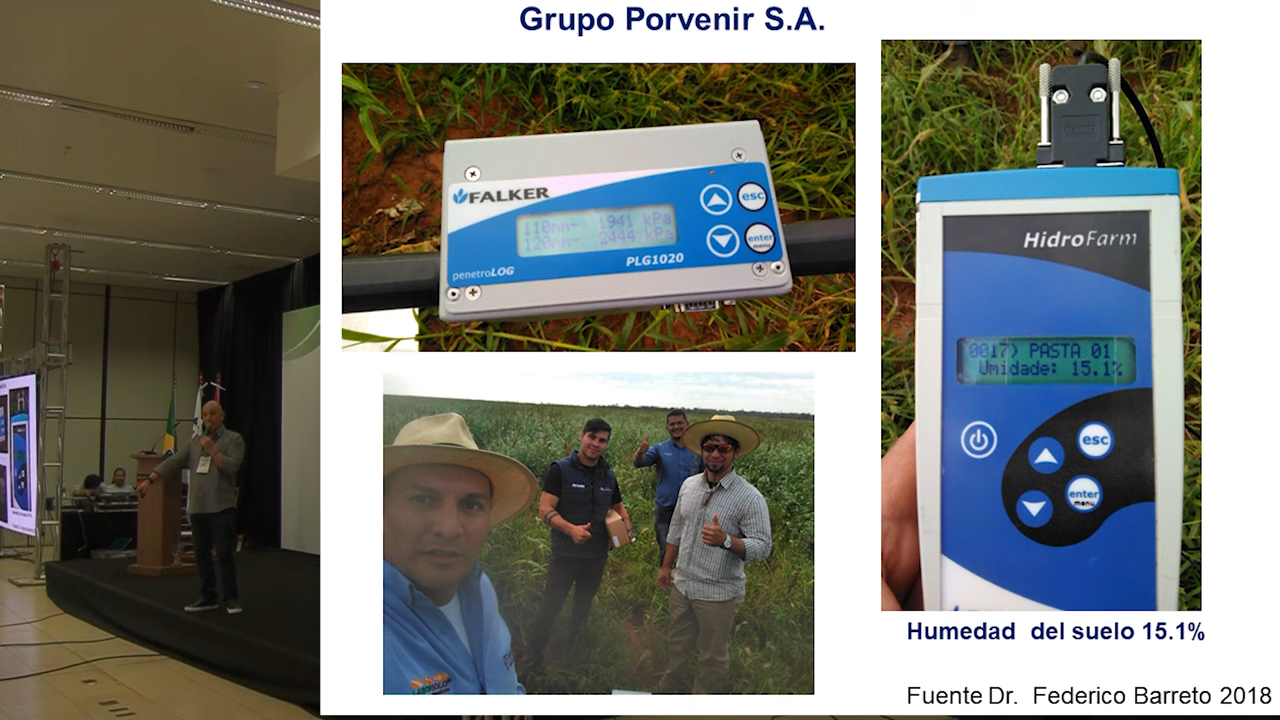 Grupo Porvenir S.A.
FALKER
110mm- 1941 kPa
120mm- 2444 kPa
esc
enter
menu
penetroLOG
PLG1020
HidroFarm
0017) PASTA 01
Umidade: 15.1%
esc
enter
menu
Humedad del suelo 15.1%
Fuente Dr. Federico Barreto 2018